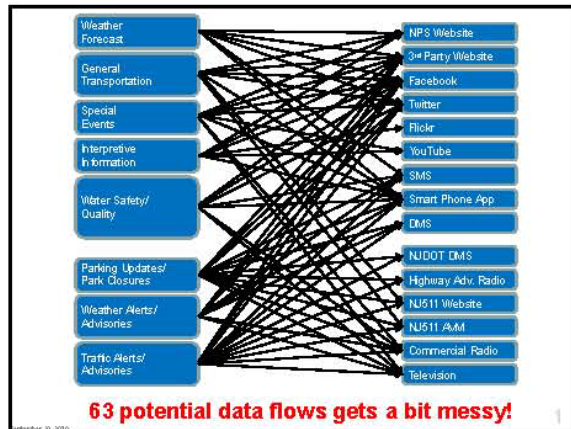 Weather
Forecast
General
Transportation
Special
Events
Interpretive
Information
Water Safety/
Quality
Parking Updates/
Park Closures
Weather Alerts/
Advisories
Traffic Alerts/
Advisories
NPS Website
3rd Party Website
Facebook
Twitter
Flickr
YouTube
SMS
Smart Phone App
DMS
NJDOT DMS
Highway Adv. Radio
NJ511 Website
NJ511 AVM
Commercial Radio
Television
63 potential data flows gets a bit messy!
1